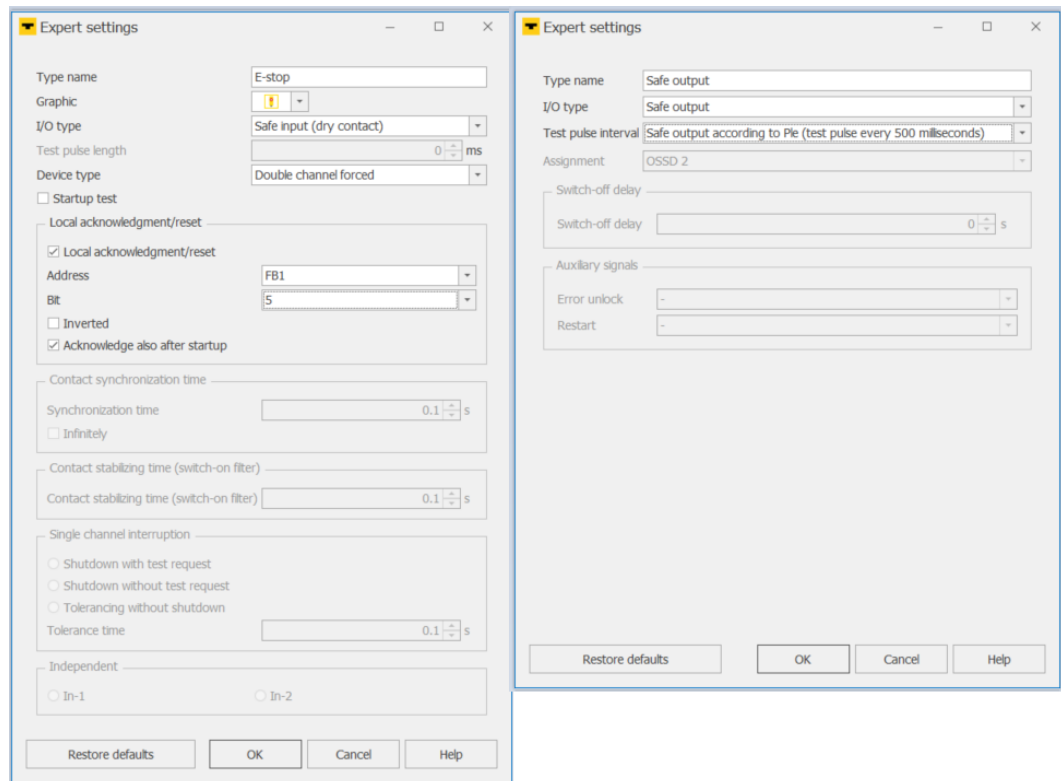 Expert settings
Type name E-stop
Graphic
I/O type Safe input (dry contact)
Test pulse length 0 ms
Device type Double channel forced
Startup test
Local acknowledgment/reset
Local acknowledgment/reset
Address FB1
Bit 5
Inverted
Acknowledge also after startup
Contact synchronization time
Synchronization time 0.1 s
Infinitely
Contact stabilizing time (switch-on filter)
Contact stabilizing time (switch-on filter) 0.1 s
Single channel interruption
Shutdown with test request
Shutdown without test request
Tolerancing without shutdown
Tolerance time 0.1 s
Independent
In-1 In-2
Restore defaults OK Cancel Help
Expert settings
Type name Safe output
I/O type Safe output
Test pulse interval Safe output according to Ple (test pulse every 500 milliseconds)
Assignment OSSD 2
Switch-off delay
Switch-off delay 0 s
Auxiliary signals
Error unlock -
Restart -
Restore defaults OK Cancel Help